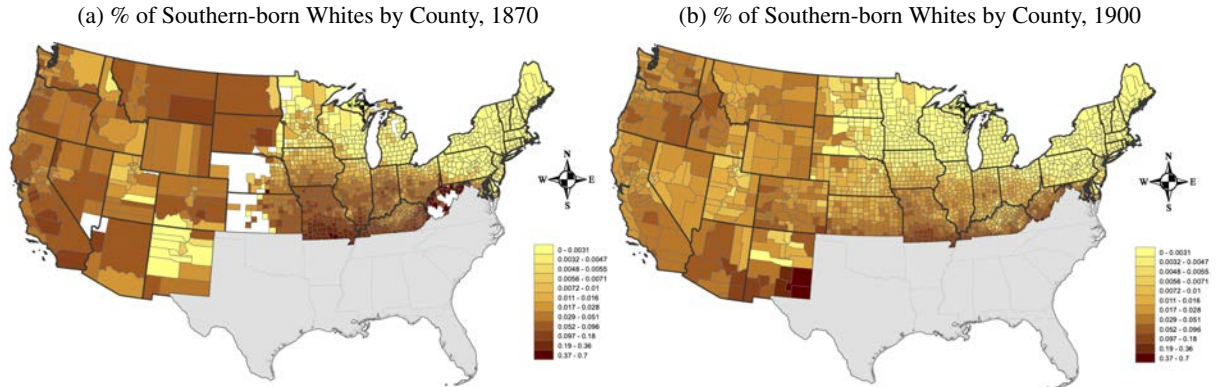 (a) % of Southern-born Whites by County, 1870
N
W E
S
0 - 0.0031
0.0032 - 0.0047
0.0048 - 0.0055
0.0056 - 0.0071
0.0072 - 0.01
0.011 - 0.016
0.017 - 0.028
0.029 - 0.051
0.052 - 0.096
0.097 - 0.18
0.19 - 0.36
0.37 - 0.7
(b) % of Southern-born Whites by County, 1900
N
W E
S
0 - 0.0031
0.0032 - 0.0047
0.0048 - 0.0055
0.0056 - 0.0071
0.0072 - 0.01
0.011 - 0.016
0.017 - 0.028
0.029 - 0.051
0.052 - 0.096
0.097 - 0.18
0.19 - 0.36
0.37 - 0.7